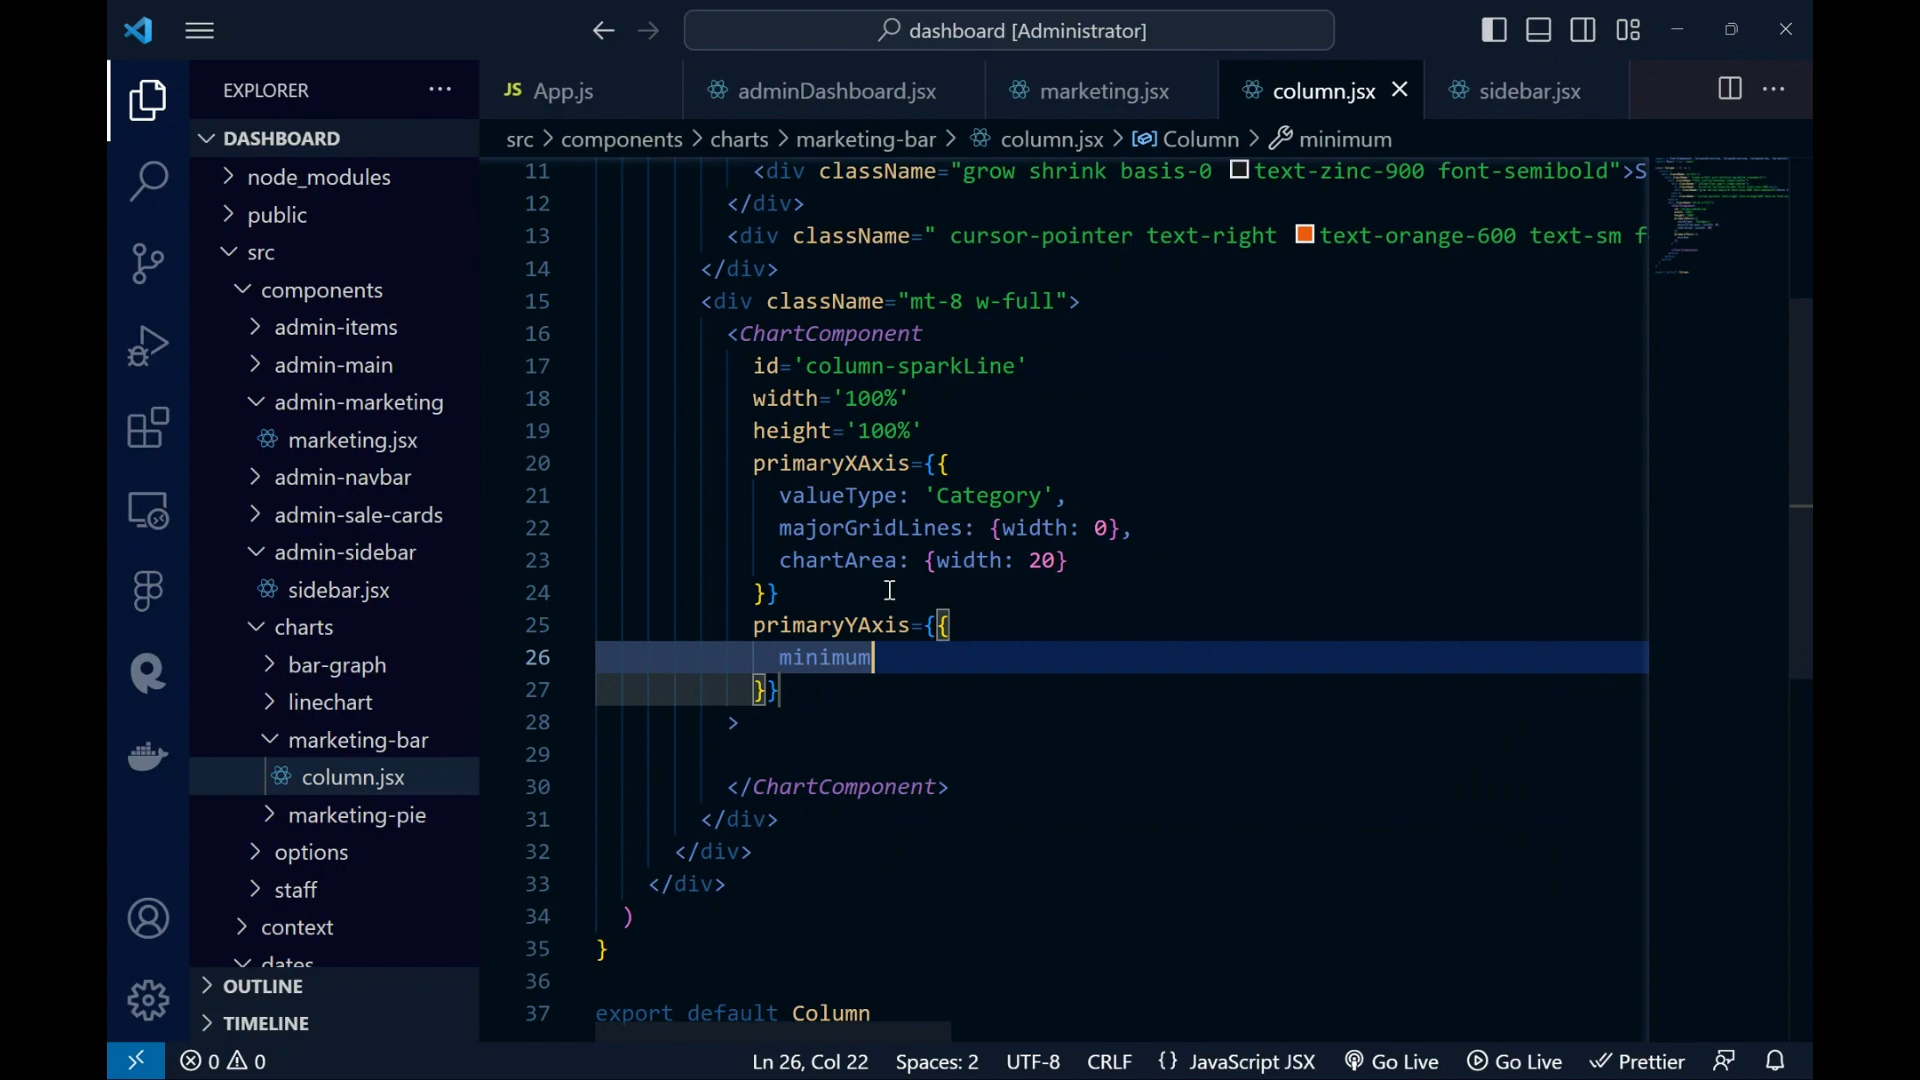 dashboard [Administrator]
EXPLORER
JS App.js
adminDashboard.jsx
marketing.jsx
column.jsx
sidebar.jsx
DASHBOARD
src > components > charts > marketing-bar > column.jsx > Column > minimum
node_modules
public
src
components
admin-items
admin-main
admin-marketing
marketing.jsx
admin-navbar
admin-sale-cards
admin-sidebar
sidebar.jsx
charts
bar-graph
linechart
marketing-bar
column.jsx
marketing-pie
options
staff
context
dates
OUTLINE
TIMELINE
11 <div className="grow shrink basis-0 text-zinc-900 font-semibold">S
12 </div>
13 <div className=" cursor-pointer text-right text-orange-600 text-sm f
14 </div>
15 <div className="mt-8 w-full">
16 <ChartComponent
17 id='column-sparkLine'
18 width='100%'
19 height='100%'
20 primaryXAxis={{
21 valueType: 'Category',
22 majorGridLines: {width: 0},
23 chartArea: {width: 20}
24 }}
25 primaryYAxis={{
26 minimum
27 }}
28 >
29
30 </ChartComponent>
31 </div>
32 </div>
33 </div>
34 )
35 }
36
37 export default Column
0 0
Ln 26, Col 22
Spaces: 2
UTF-8
CRLF
{} JavaScript JSX
Go Live
Go Live
Prettier